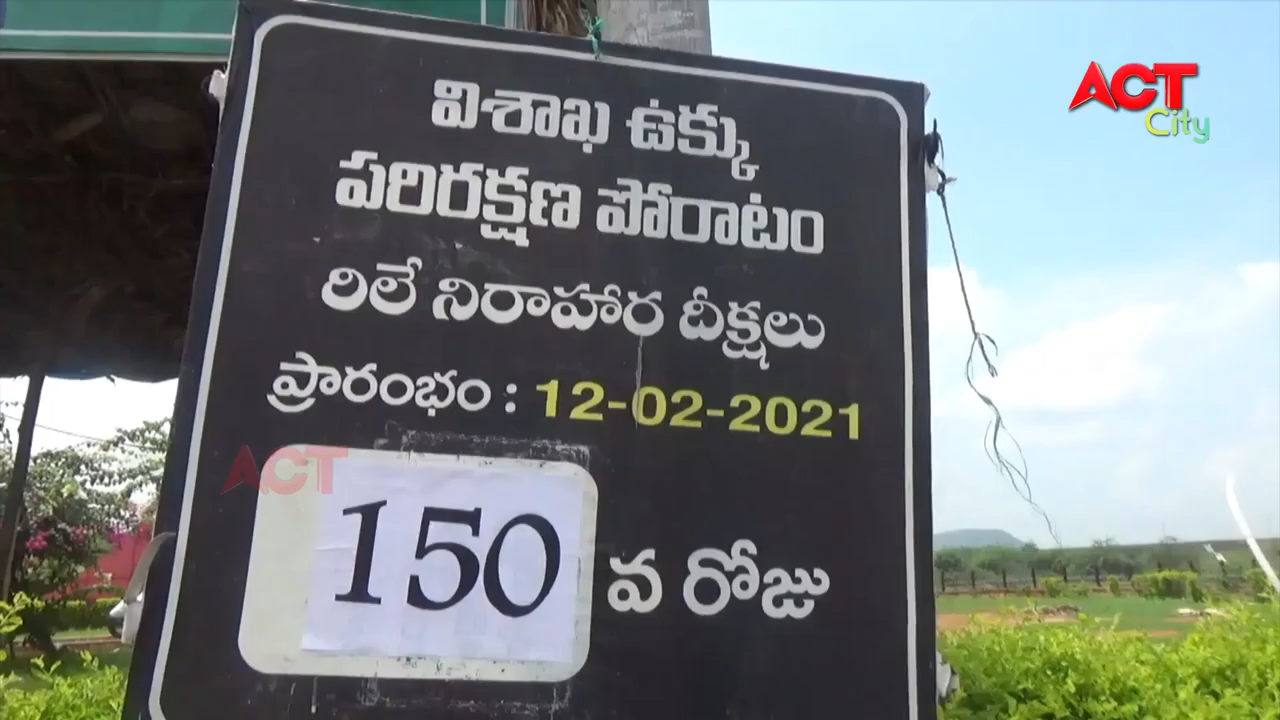 ACT
City
విశాఖ ఉక్కు
పరిరక్షణ పోరాటం
రిలే నిరాహార దీక్షలు
ప్రారంభం : 12-02-2021
ACT
150 వ రోజు